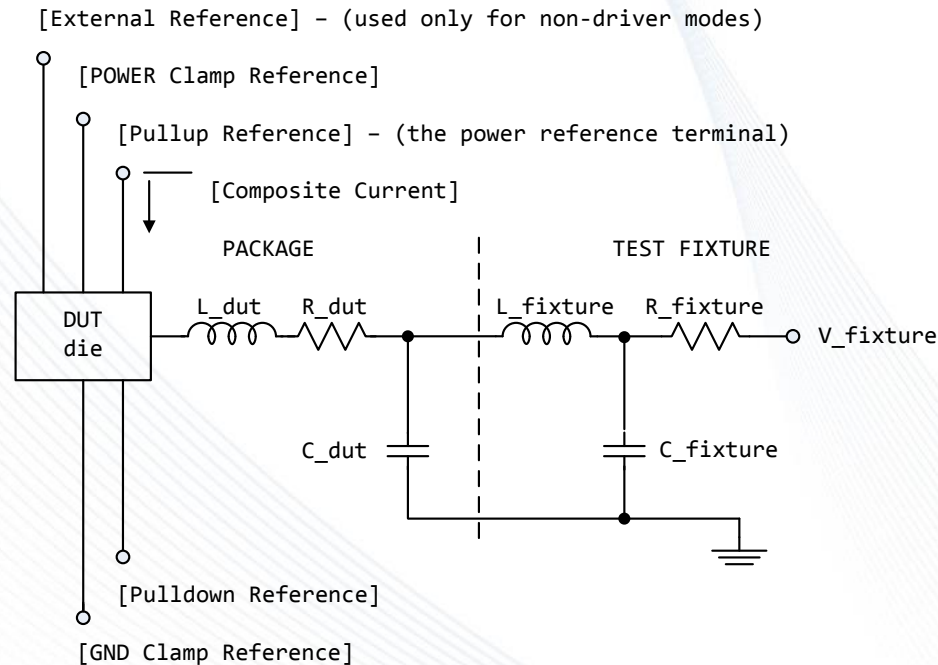 [External Reference] – (used only for non-driver modes)
[POWER Clamp Reference]
[Pullup Reference] – (the power reference terminal)
[Composite Current]
PACKAGE
TEST FIXTURE
L_dut
R_dut
L_fixture
R_fixture
DUT
die
V_fixture
C_dut
C_fixture
[Pulldown Reference]
[GND Clamp Reference]